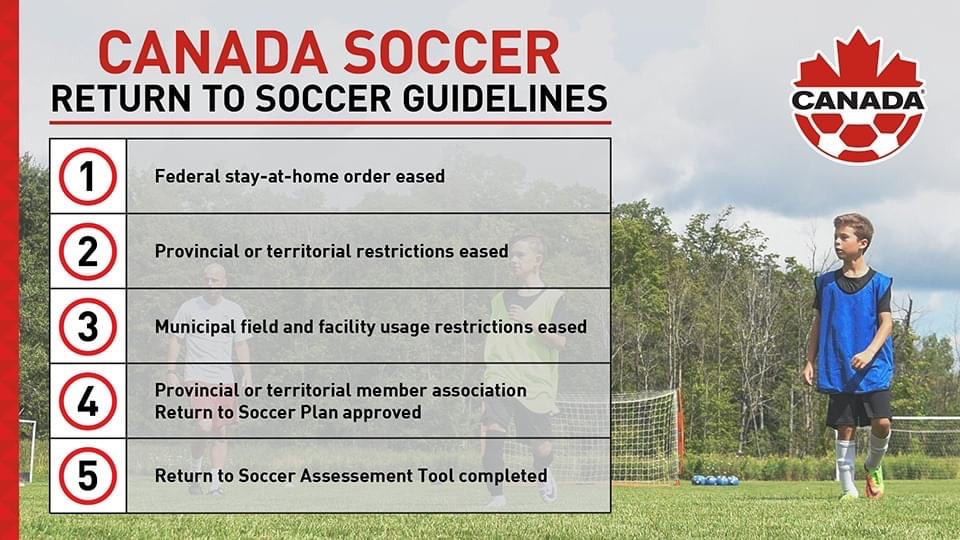 CANADA SOCCER
RETURN TO SOCCER GUIDELINES
CANADA
1
Federal stay-at-home order eased
2
Provincial or territorial restrictions eased
3
Municipal field and facility usage restrictions eased
4
Provincial or territorial member association
Return to Soccer Plan approved
5
Return to Soccer Assessement Tool completed